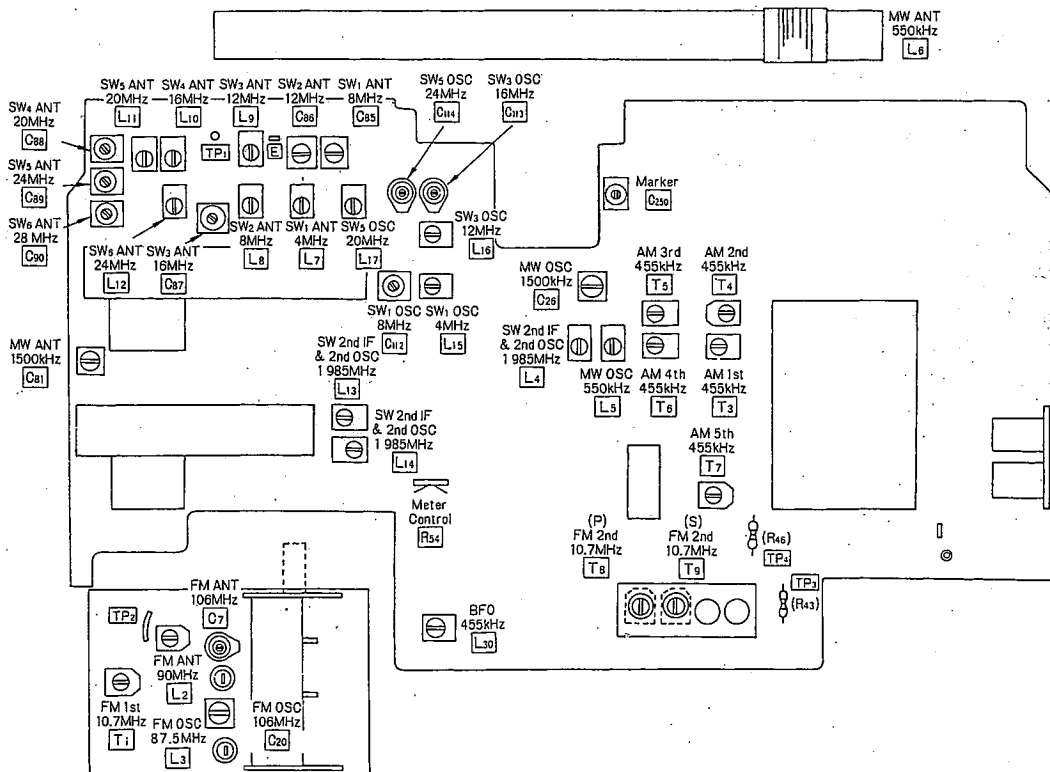 MW ANT
550kHz
L6
SW5 ANT
20MHz
L11
SW4 ANT
16MHz
L10
SW3 ANT
12MHz
L9
SW2 ANT
12MHz
C86
SW1 ANT
8MHz
C85
SW5 OSC
24MHz
C114
SW3 OSC
16MHz
C113
SW4 ANT
20MHz
C88
TP1
E
SW5 ANT
24MHz
C89
SW6 ANT
28 MHz
C90
Marker
C259
SW6 ANT
24MHz
L12
SW3 ANT
16MHz
C87
SW2 ANT
8MHz
L8
SW1 ANT
4MHz
L7
SW5 OSC
20MHz
L17
SW3 OSC
12MHz
L16
MW OSC
1500kHz
C26
AM 3rd
455kHz
T5
AM 2nd
455kHz
T4
SW1 OSC
8MHz
C112
SW1 OSC
4MHz
L15
MW ANT
1500kHz
C81
SW 2nd IF
& 2nd OSC
1 985MHz
L13
SW 2nd IF
& 2nd OSC
1 985MHz
L4
MW OSC
550kHz
L5
AM 4th
455kHz
T6
AM 1st
455kHz
T3
SW 2nd IF
& 2nd OSC
1 985MHz
L14
AM 5th
455kHz
T7
Meter
Control
R54
(P)
FM 2nd
10.7MHz
T8
(S)
FM 2nd
10.7MHz
T9
(R46)
TP4
TP3
(R43)
TP2
FM ANT
106MHz
C7
BFO
455kHz
L30
FM ANT
90MHz
L2
FM 1st
10.7MHz
T1
FM OSC
87.5MHz
L3
FM OSC
106MHz
C20